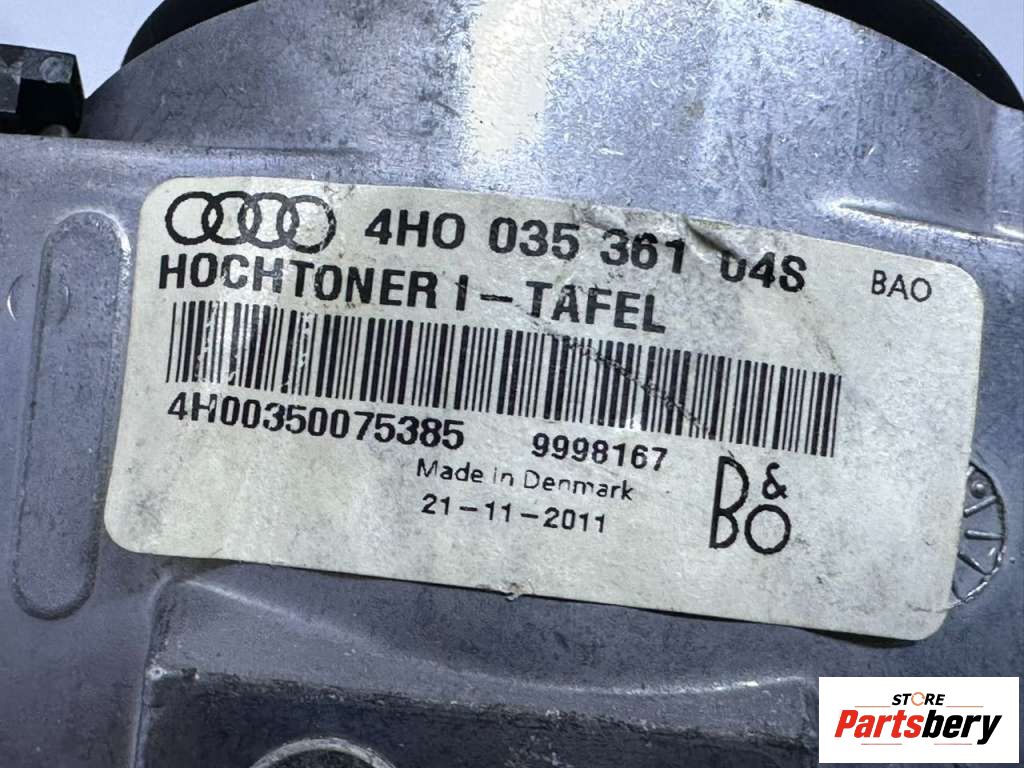 4H0 035 361 04S BAO
HOCHTONER I-TAFEL
4H00350075385 9998167
Made in Denmark
21-11-2011
B&O
STORE
Partsbery